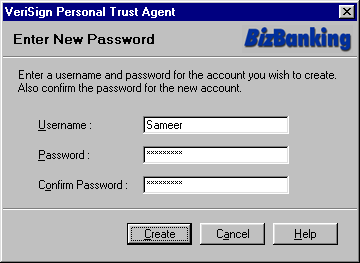 VeriSign Personal Trust Agent
Enter New Password
BizBanking
Enter a username and password for the account you wish to create.
Also confirm the password for the new account.
Username :
Sameer
Password :
*********
Confirm Password :
*********
Create
Cancel
Help